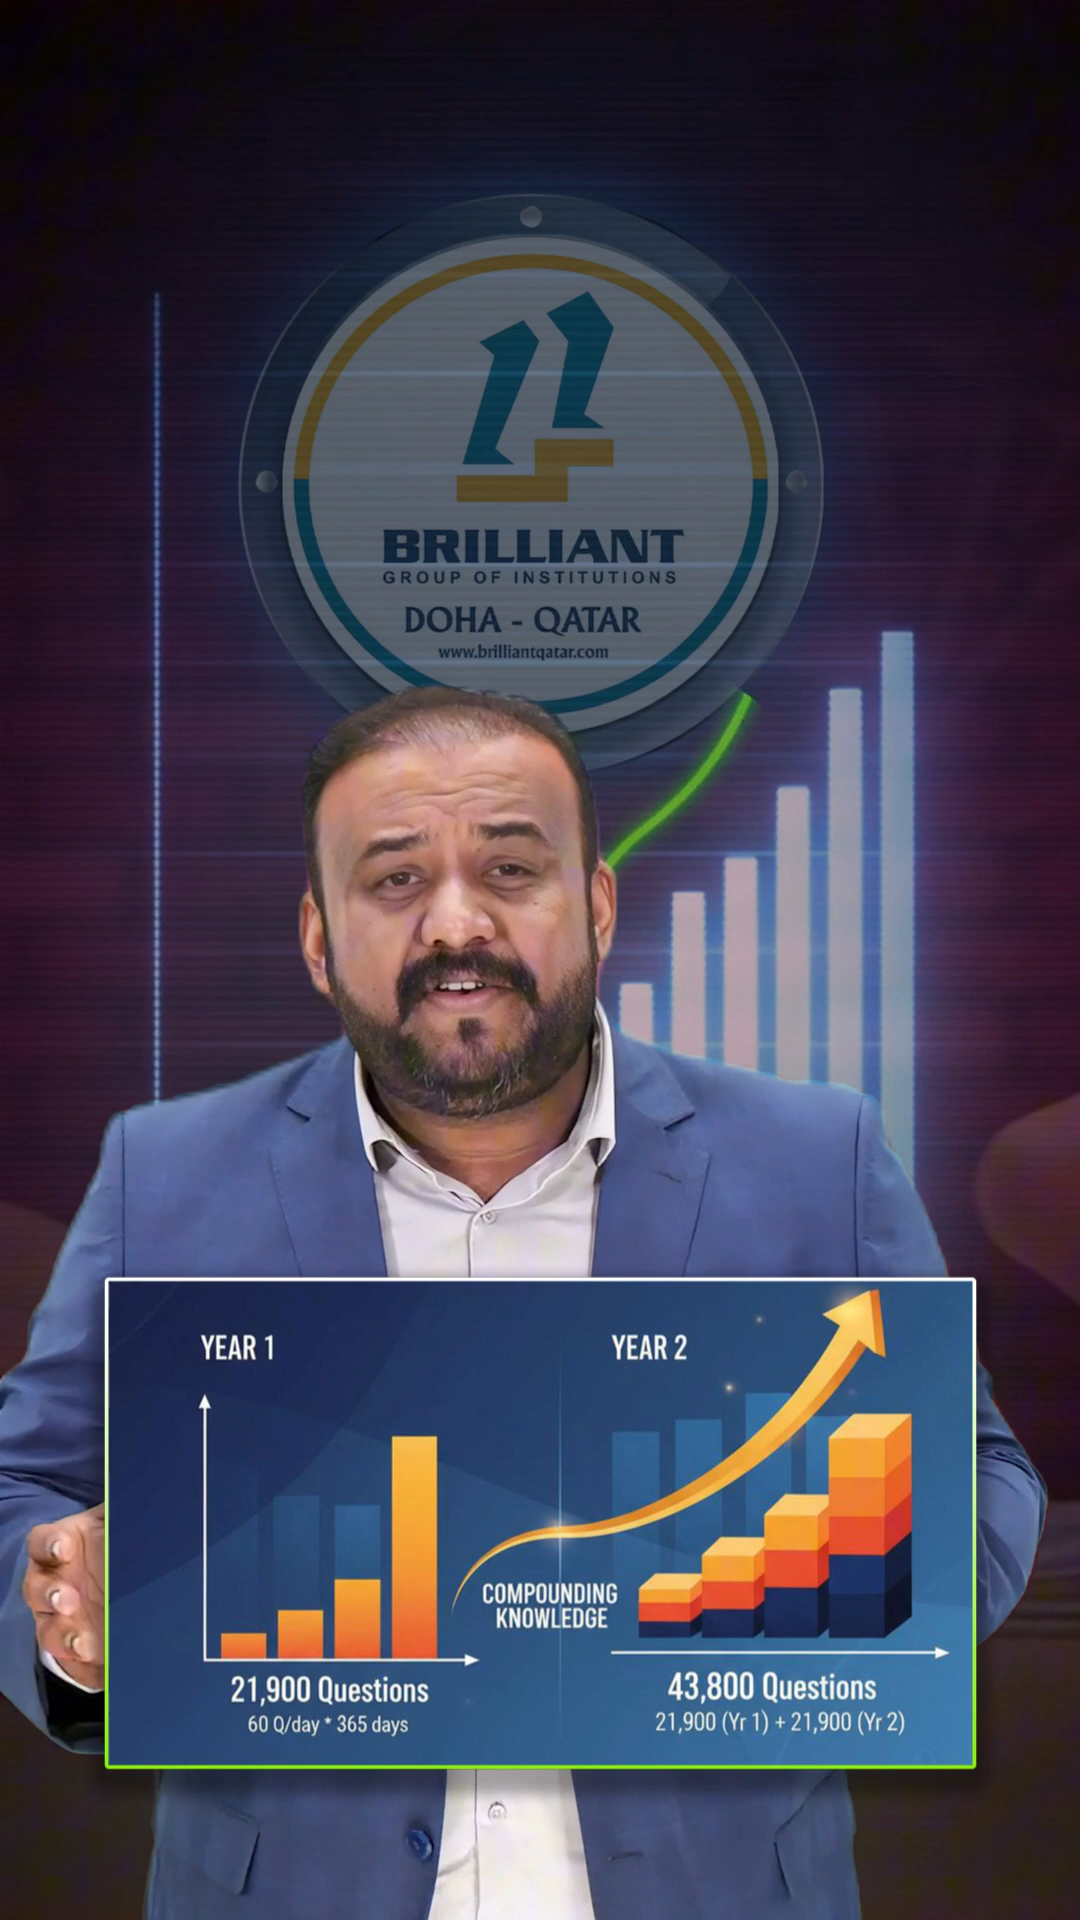 BRILLIANT
GROUP OF INSTITUTIONS
DOHA - QATAR
www.brilliantqatar.com
YEAR 1
YEAR 2
COMPOUNDING
KNOWLEDGE
21,900 Questions
60 Q/day * 365 days
43,800 Questions
21,900 (Yr 1) + 21,900 (Yr 2)